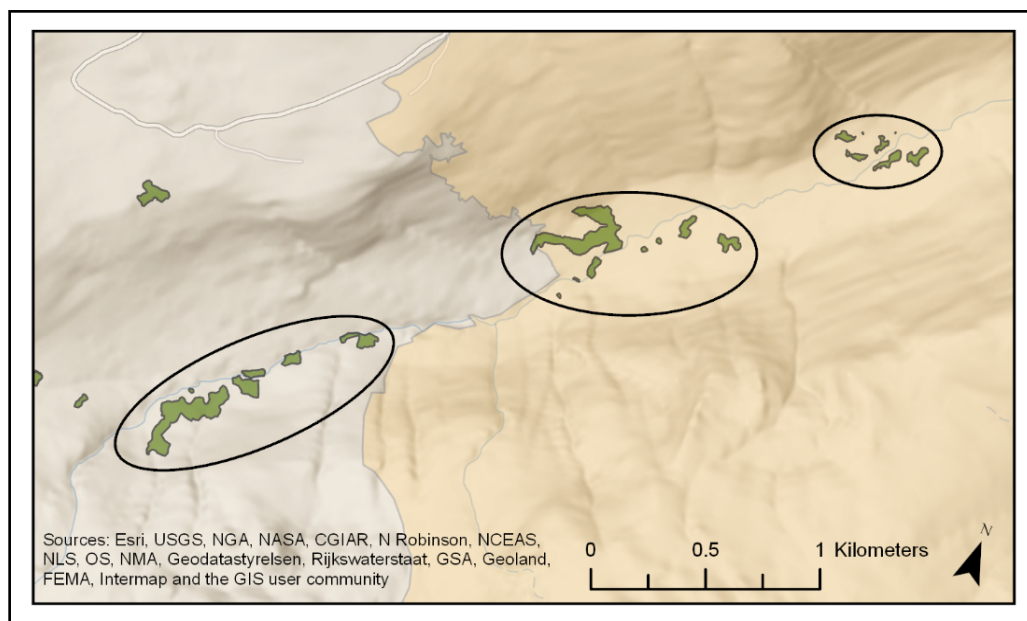 Sources: Esri, USGS, NGA, NASA, CGIAR, N Robinson, NCEAS,
NLS, OS, NMA, Geodatastyrelsen, Rijkswaterstaat, GSA, Geoland,
FEMA, Intermap and the GIS user community
0 0.5 1 Kilometers
N